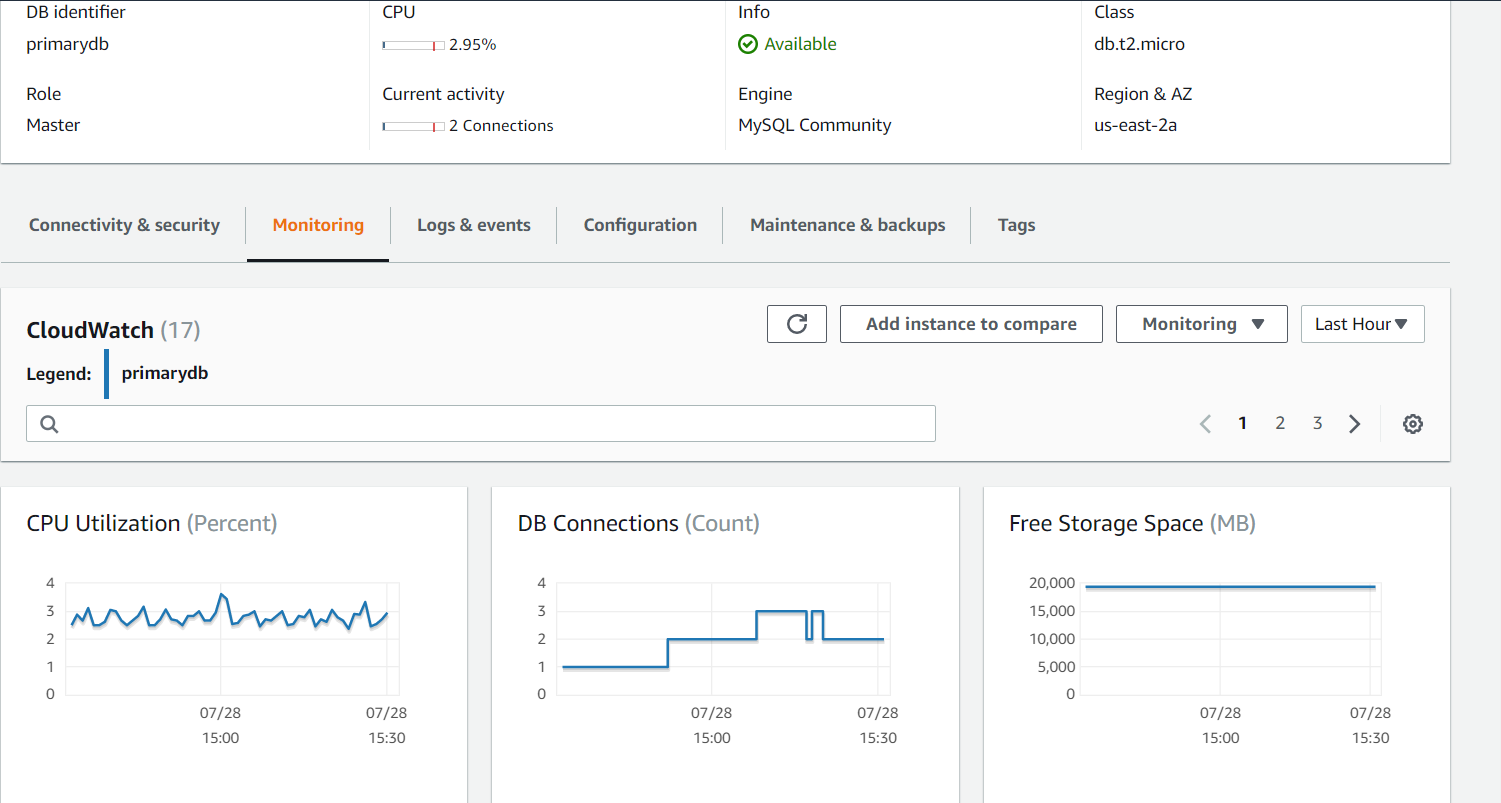 DB identifier
CPU
Info
Class
primarydb
2.95%
Available
db.t2.micro
Role
Current activity
Engine
Region & AZ
Master
2 Connections
MySQL Community
us-east-2a
Connectivity & security
Monitoring
Logs & events
Configuration
Maintenance & backups
Tags
CloudWatch (17)
Add instance to compare
Monitoring
Last Hour
Legend:
primarydb
1
2
3
CPU Utilization (Percent)
4
3
2
1
0
07/28
15:00
07/28
15:30
DB Connections (Count)
4
3
2
1
0
07/28
15:00
07/28
15:30
Free Storage Space (MB)
20,000
15,000
10,000
5,000
0
07/28
15:00
07/28
15:30